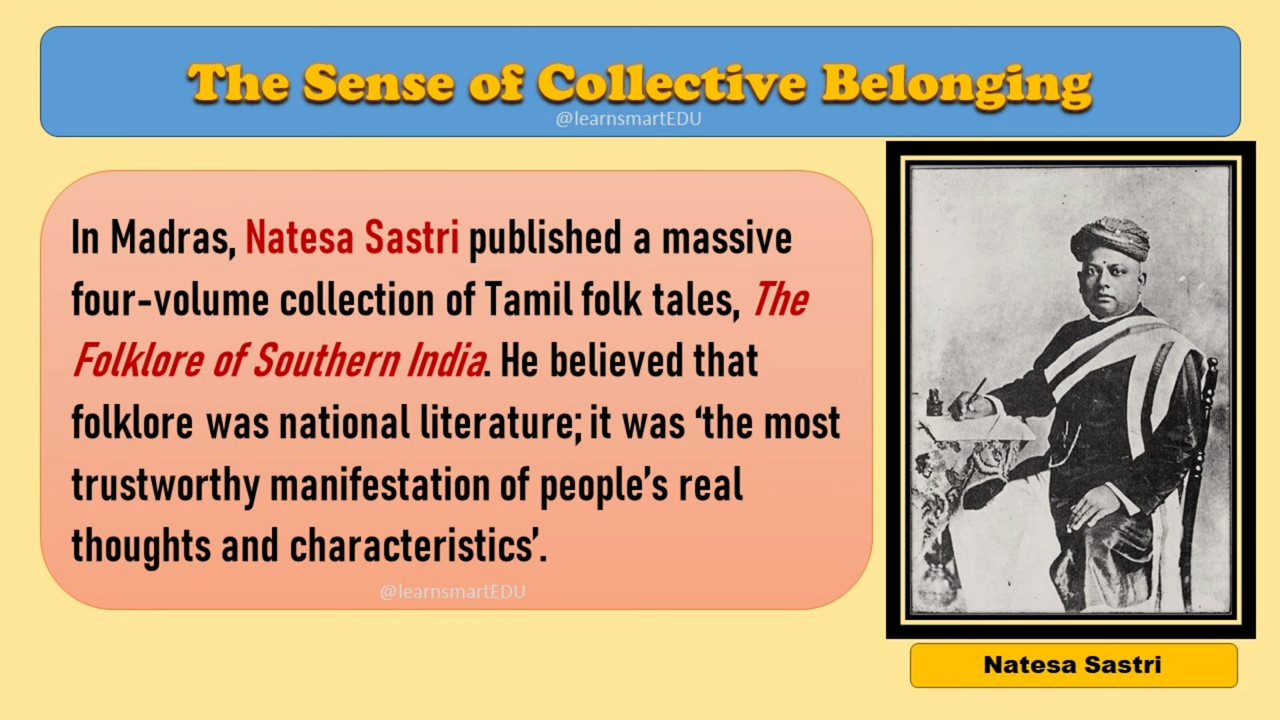 The Sense of Collective Belonging
@learnsmartEDU
In Madras, Natesa Sastri published a massive
four-volume collection of Tamil folk tales, The
Folklore of Southern India. He believed that
folklore was national literature; it was ‘the most
trustworthy manifestation of people’s real
thoughts and characteristics’.
@learnsmartEDU
Natesa Sastri